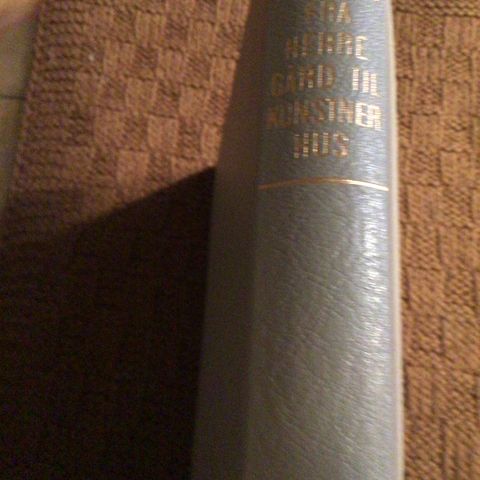 FRA
HERRE
GÅRD TIL
KUNSTNER
HUS